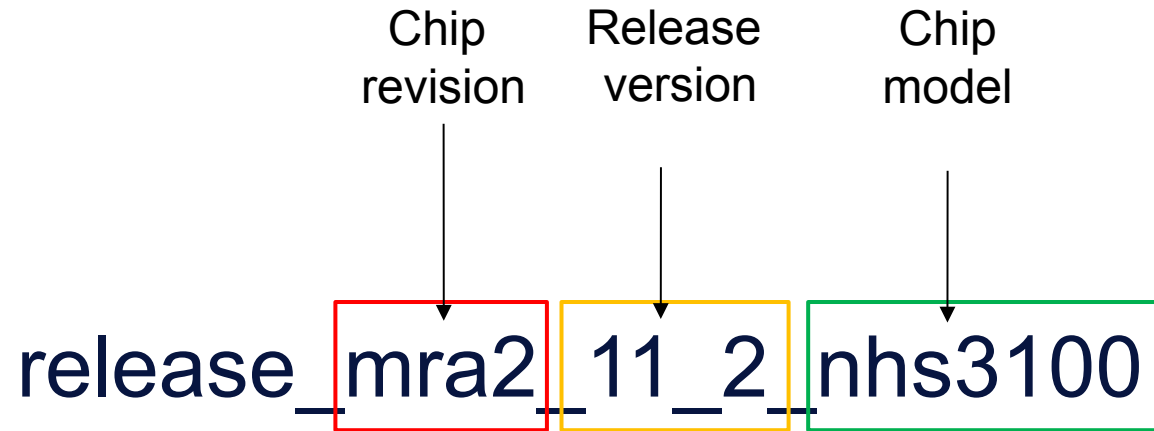 Chip
revision
Release
version
Chip
model
release_mra2_11_2_nhs3100